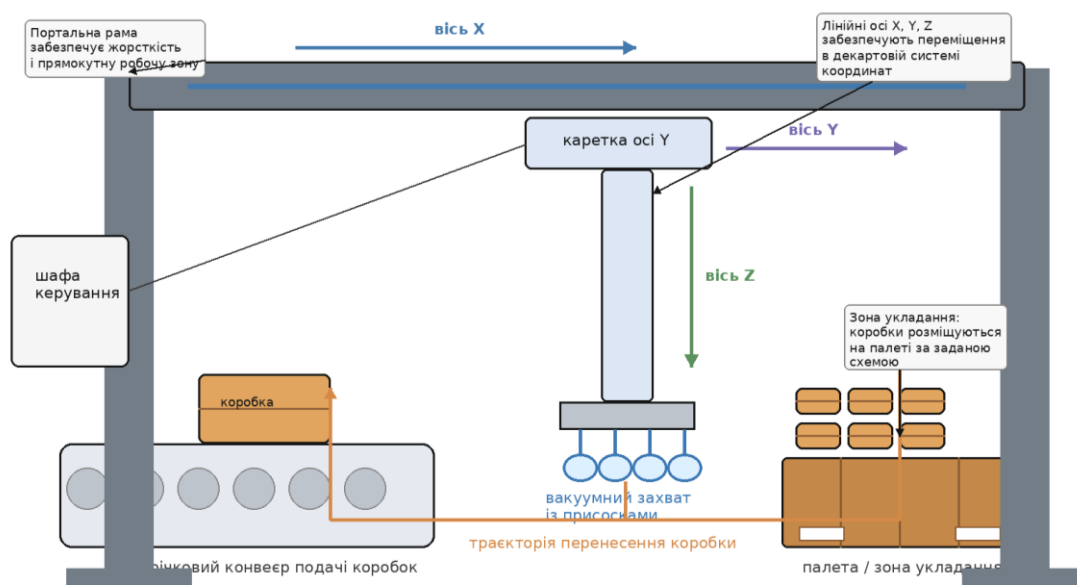 Портальна рама
забезпечує жорсткість
і прямокутну робочу зону
вісь X
Лінійні осі X, Y, Z
забезпечують переміщення
в декартовій системі
координат
каретка осі Y
вісь Y
вісь Z
шафа
керування
Зона укладання:
коробки розміщуються
на палеті за заданою
схемою
коробка
вакуумний захват
із присосками
траєкторія перенесення коробки
конвеєр подачі коробок
палета / зона укладання